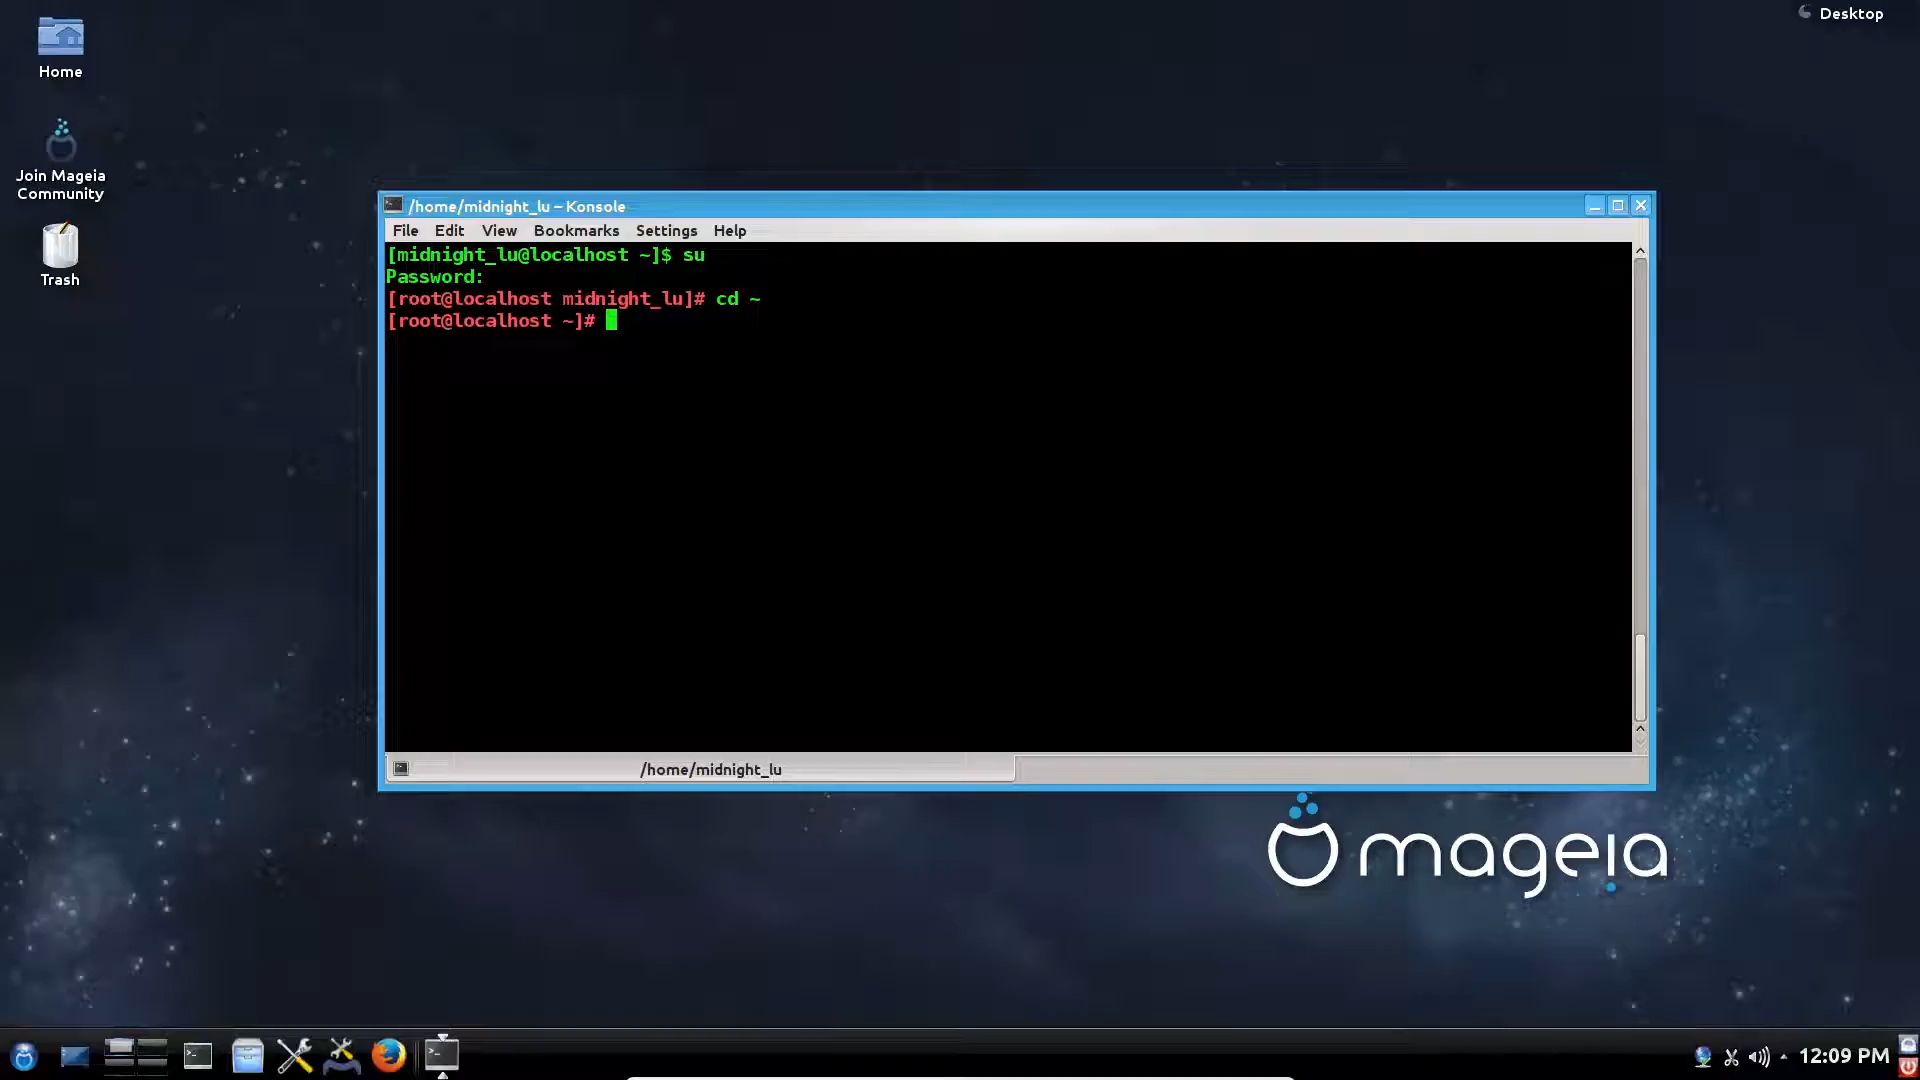 Desktop
Home
Join Mageia
Community
Trash
/home/midnight_lu – Konsole
File Edit View Bookmarks Settings Help
[midnight_lu@localhost ~]$ su
Password:
[root@localhost midnight_lu]# cd ~
[root@localhost ~]#
/home/midnight_lu
mageia
12:09 PM